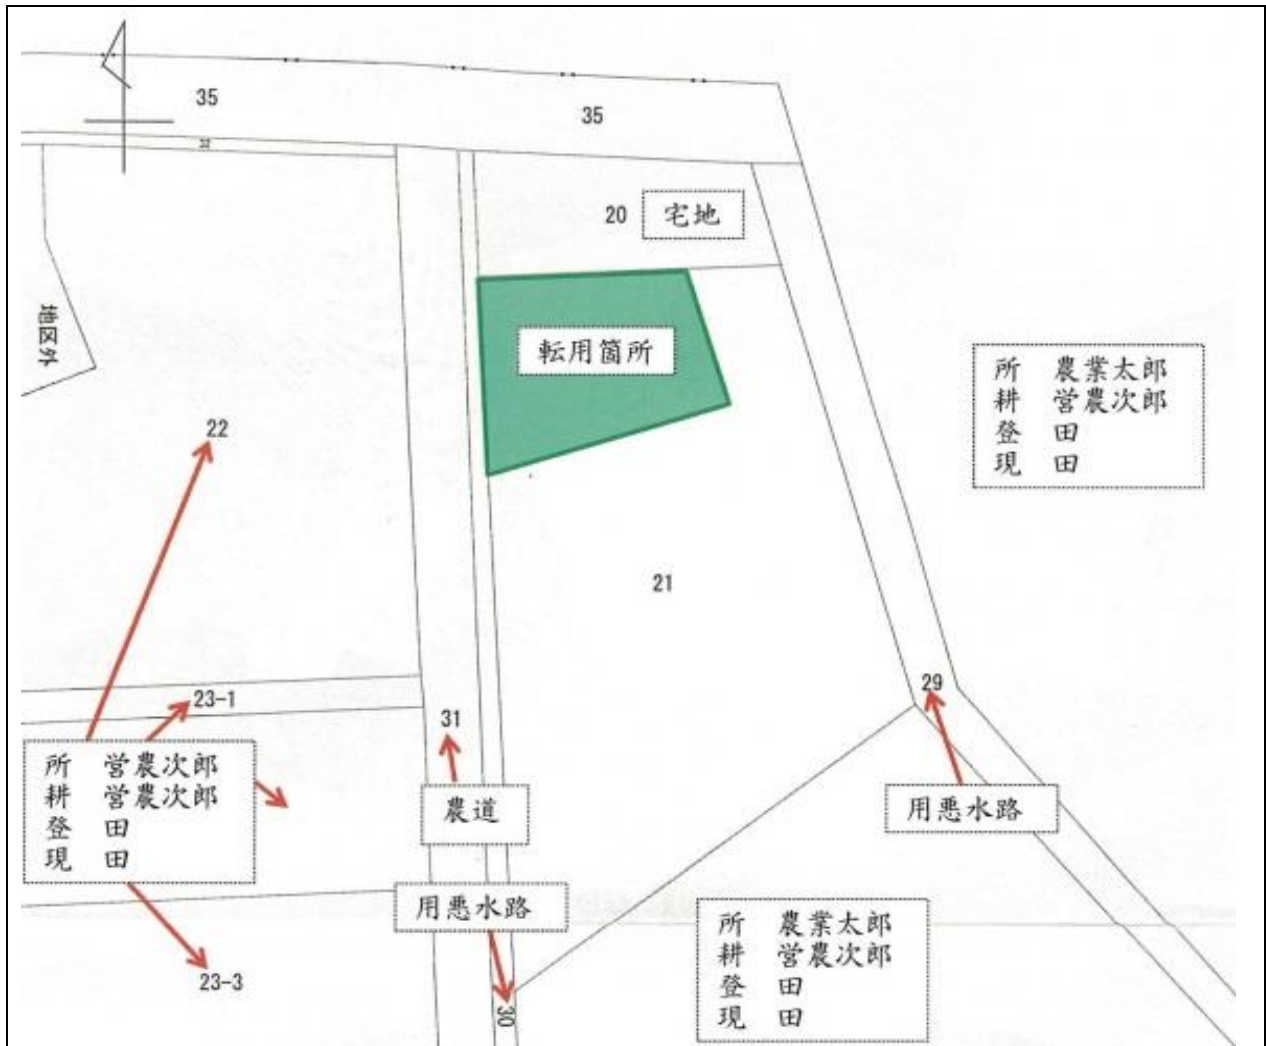 35
35
32
20
宅地
転用箇所
地区外
所 農業太郎
耕 営農次郎
登 田
現 田
22
21
29
23-1
31
所 営農次郎
耕 営農次郎
登 田
現 田
農道
用悪水路
用悪水路
所 農業太郎
耕 営農次郎
登 田
現 田
23-3
30